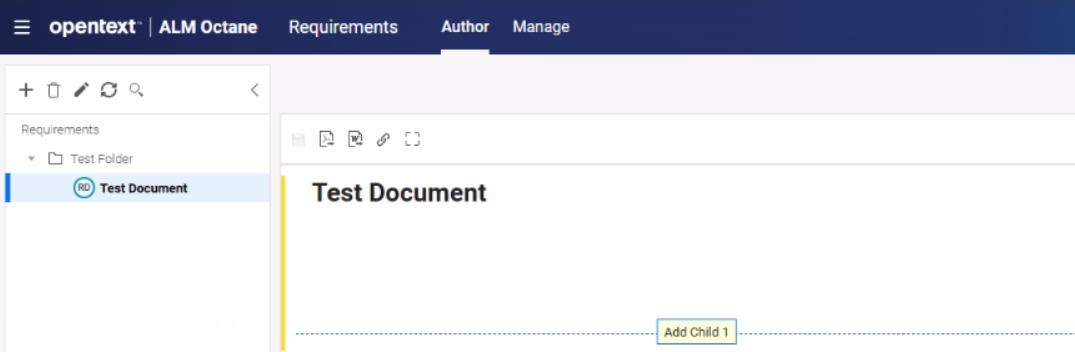 opentext™ | ALM Octane Requirements Author Manage
Requirements
Test Folder
RD Test Document
Test Document
Add Child 1